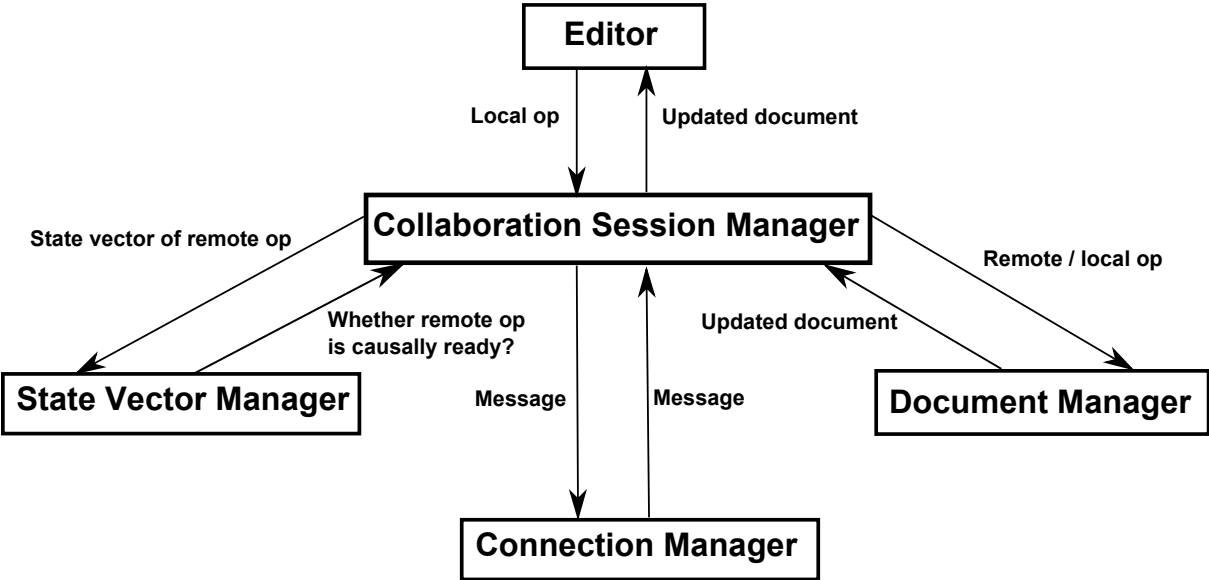 Editor
Local op
Updated document
Collaboration Session Manager
State vector of remote op
Remote / local op
Whether remote op
is causally ready?
Updated document
State Vector Manager
Message
Message
Document Manager
Connection Manager